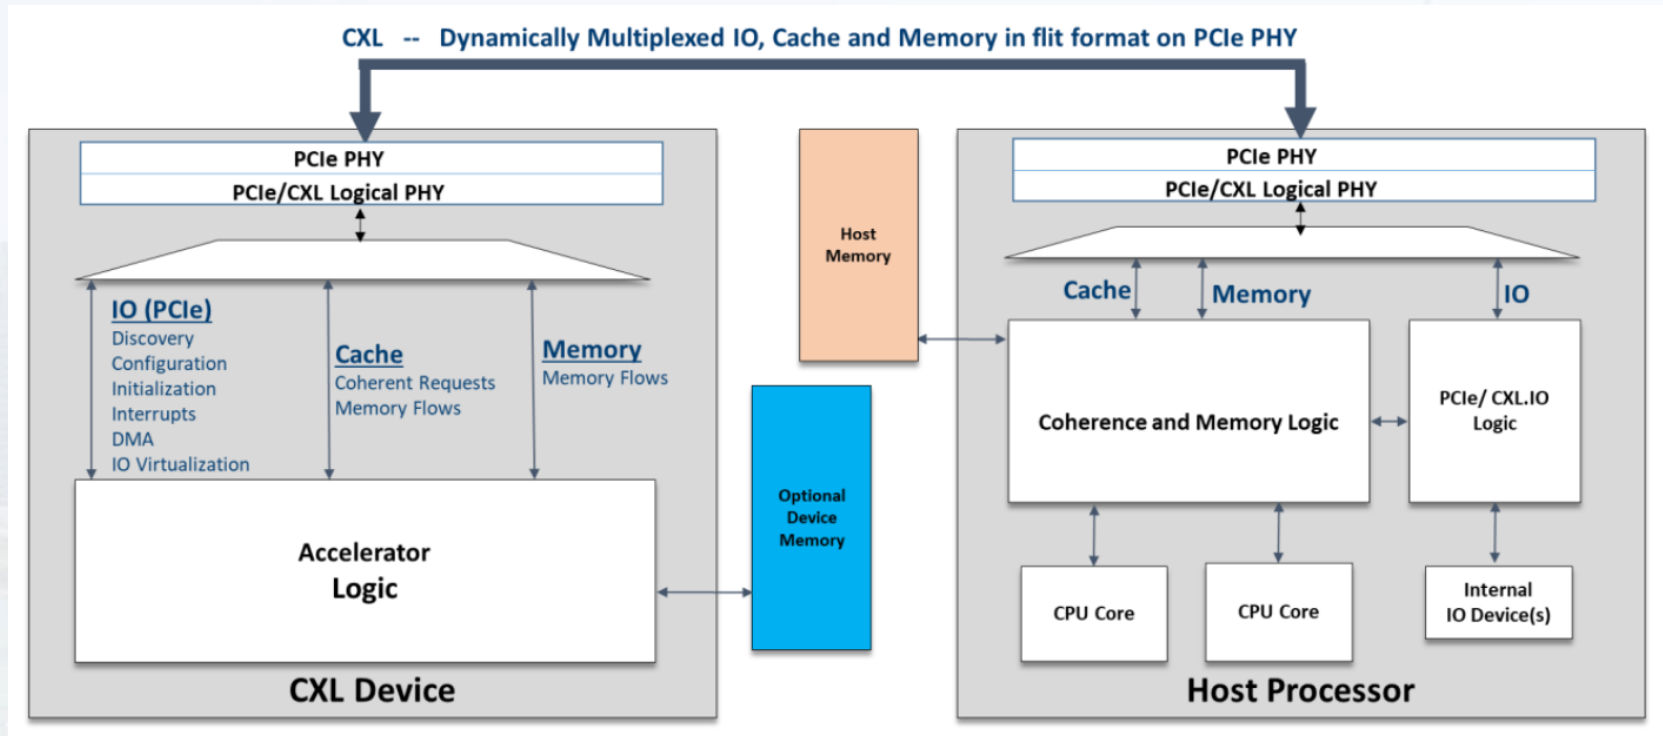 CXL -- Dynamically Multiplexed IO, Cache and Memory in flit format on PCIe PHY
PCIe PHY
PCIe/CXL Logical PHY
IO (PCIe)
Discovery
Configuration
Initialization
Interrupts
DMA
IO Virtualization
Cache
Coherent Requests
Memory Flows
Memory
Memory Flows
Accelerator
Logic
CXL Device
Host
Memory
Optional
Device
Memory
PCIe PHY
PCIe/CXL Logical PHY
Cache
Memory
IO
Coherence and Memory Logic
PCIe/ CXL.IO
Logic
CPU Core
CPU Core
Internal
IO Device(s)
Host Processor